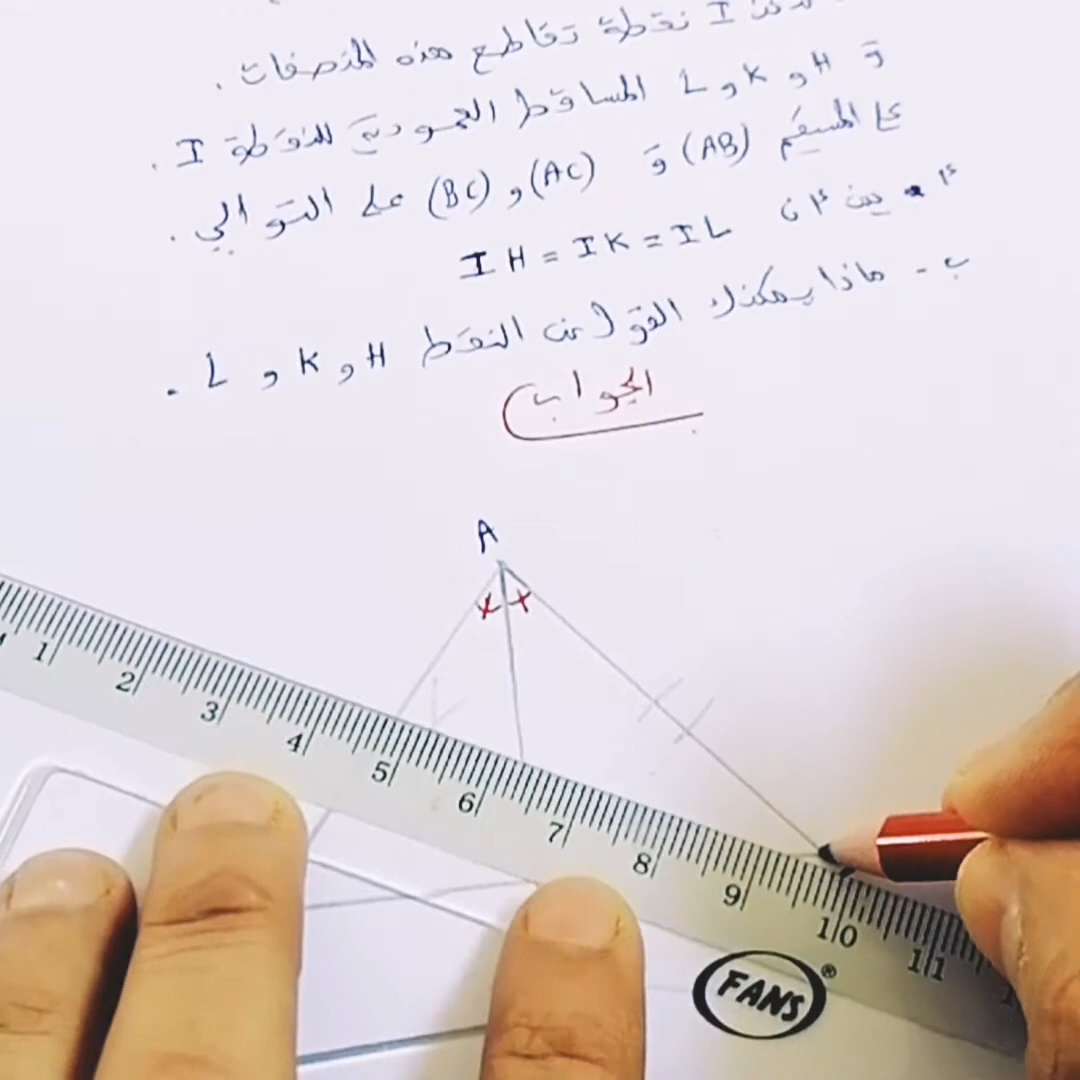 لتكن I نقطة تقاطع هذه المنصفات .
و H و K و L المساقط العمودية للنقطة I .
على المستقيم (AB) و (AC) و (BC) على التوالي .
أ - بين أن IH = IK = IL
ب - ماذا يمكنك القول عن النقط H و K و L .
الجواب
A
1 2 3 4 5 6 7 8 9 10 11
FANS®